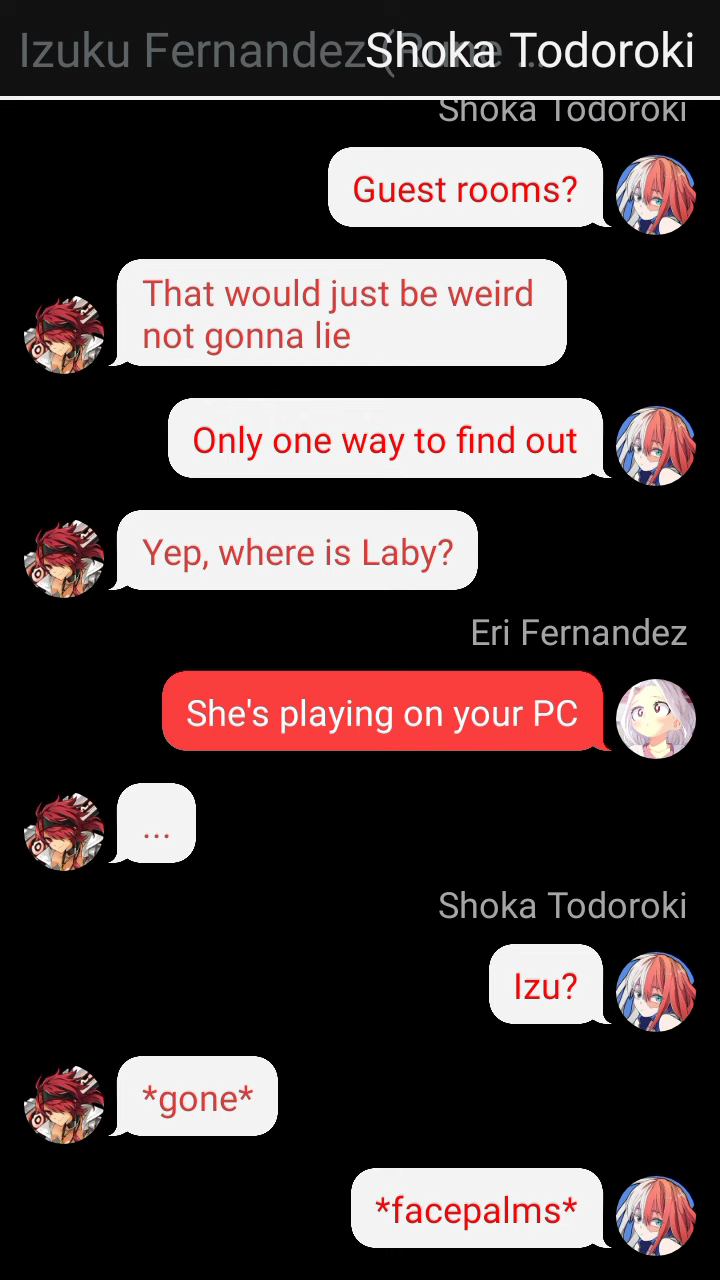 Izuku Fernandez (Rune ...
Shoka Todoroki
Shoka Todoroki
Guest rooms?
That would just be weird
not gonna lie
Only one way to find out
Yep, where is Laby?
Eri Fernandez
She's playing on your PC
...
Shoka Todoroki
Izu?
*gone*
*facepalms*